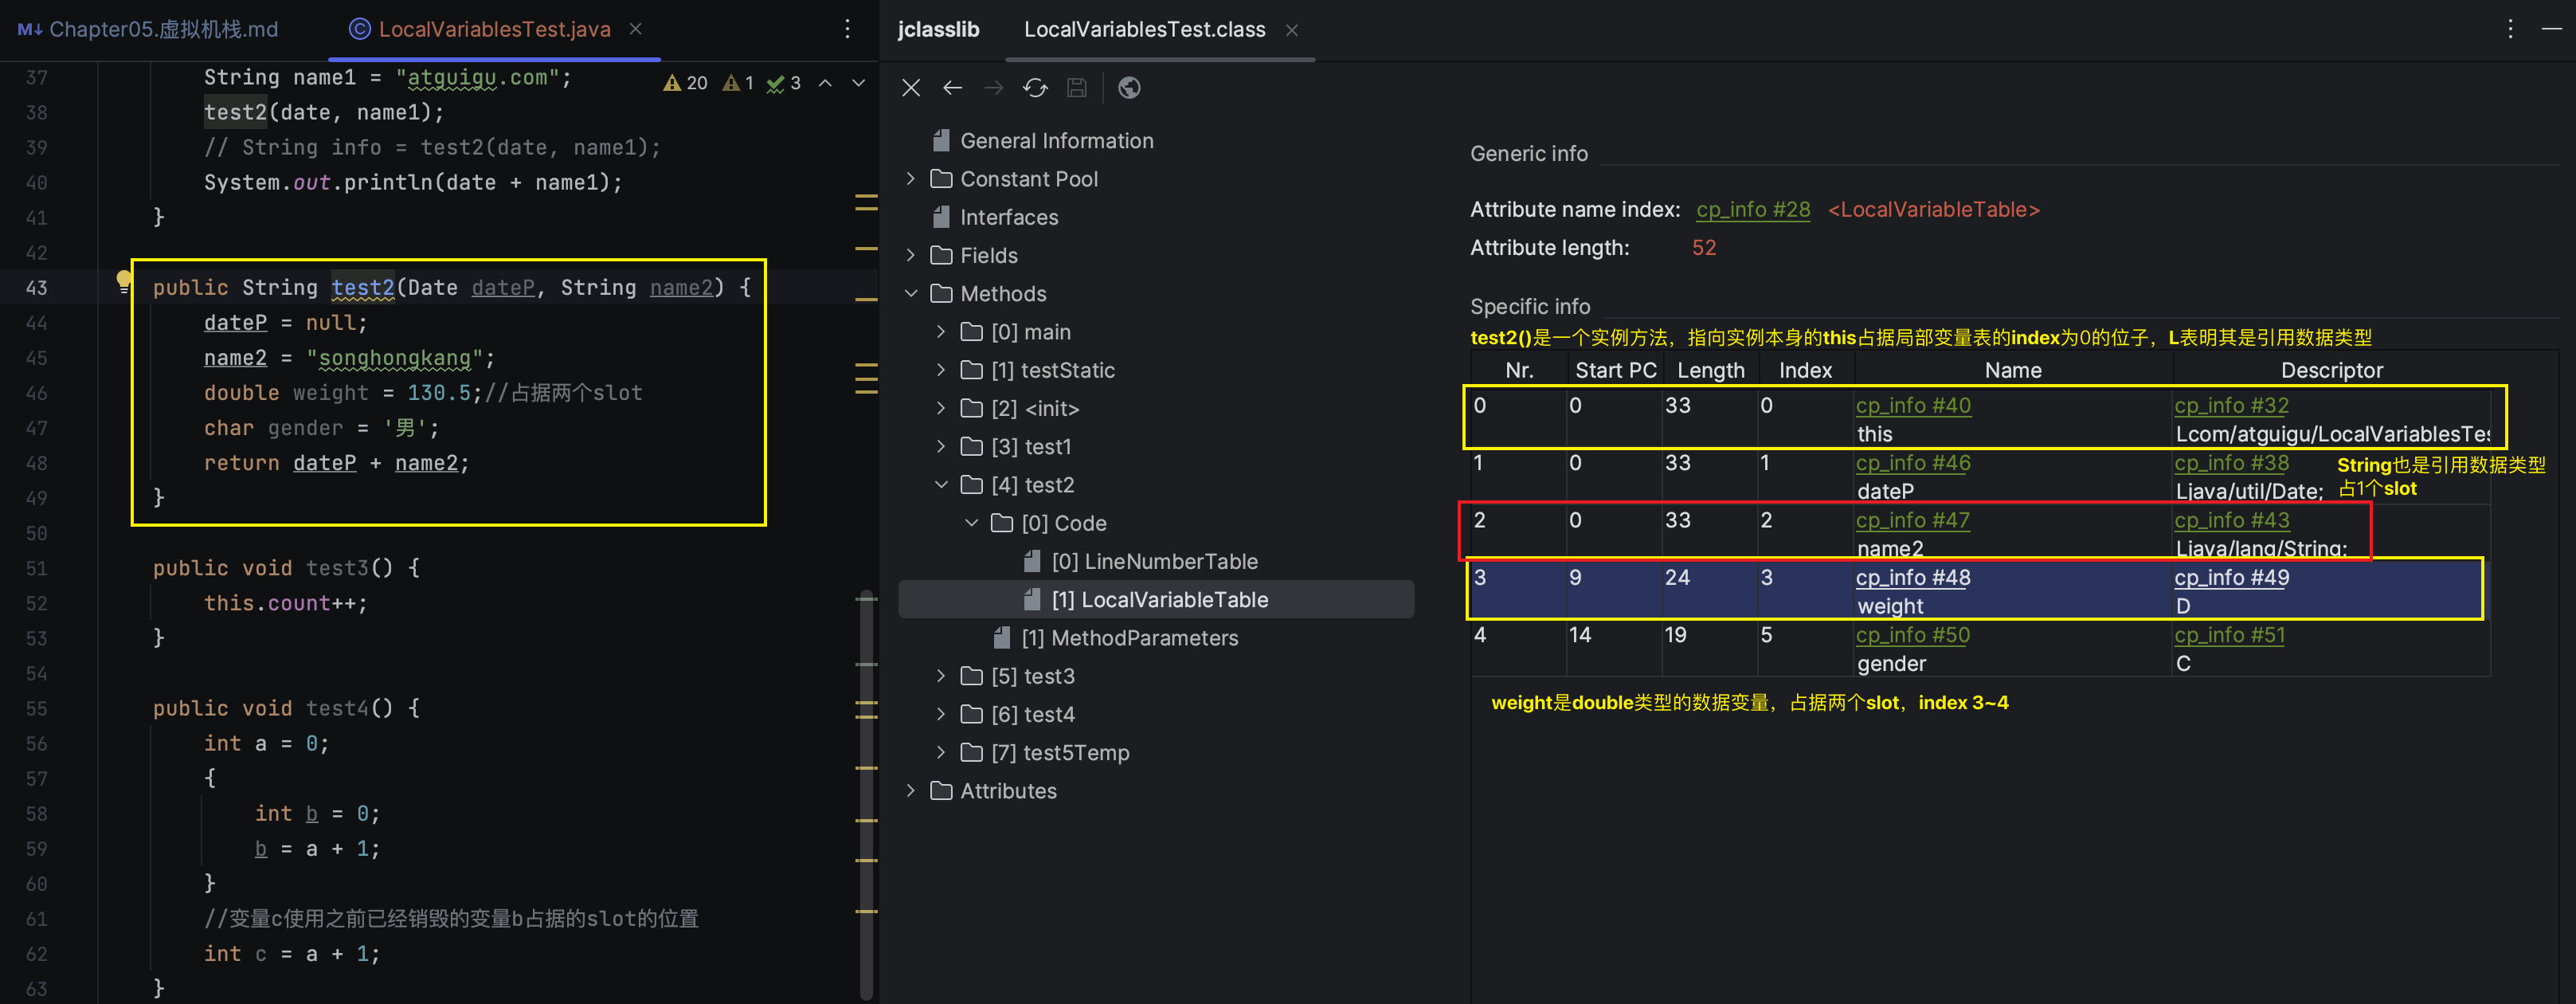 M↓ Chapter05.虚拟机栈.md
LocalVariablesTest.java
37 String name1 = "atguigu.com";
20 1 3
38 test2(date, name1);
39 // String info = test2(date, name1);
40 System.out.println(date + name1);
41 }
42
43 public String test2(Date dateP, String name2) {
44 dateP = null;
45 name2 = "songhongkang";
46 double weight = 130.5;//占据两个slot
47 char gender = '男';
48 return dateP + name2;
49 }
50
51 public void test3() {
52 this.count++;
53 }
54
55 public void test4() {
56 int a = 0;
57 {
58 int b = 0;
59 b = a + 1;
60 }
61 //变量c使用之前已经销毁的变量b占据的slot的位置
62 int c = a + 1;
63 }
jclasslib LocalVariablesTest.class
General Information
Constant Pool
Interfaces
Fields
Methods
[0] main
[1] testStatic
[2] <init>
[3] test1
[4] test2
[0] Code
[0] LineNumberTable
[1] LocalVariableTable
[1] MethodParameters
[5] test3
[6] test4
[7] test5Temp
Attributes
Generic info
Attribute name index: cp_info #28 <LocalVariableTable>
Attribute length: 52
Specific info
test2()是一个实例方法，指向实例本身的this占据局部变量表的index为0的位子，L表明其是引用数据类型
Nr. Start PC Length Index Name Descriptor
0 0 33 0 cp_info #40 cp_info #32
this Lcom/atguigu/LocalVariablesTes
1 0 33 1 cp_info #46 cp_info #38
dateP Ljava/util/Date;
String也是引用数据类型
占1个slot
2 0 33 2 cp_info #47 cp_info #43
name2 Ljava/lang/String;
3 9 24 3 cp_info #48 cp_info #49
weight D
4 14 19 5 cp_info #50 cp_info #51
gender C
weight是double类型的数据变量，占据两个slot，index 3~4